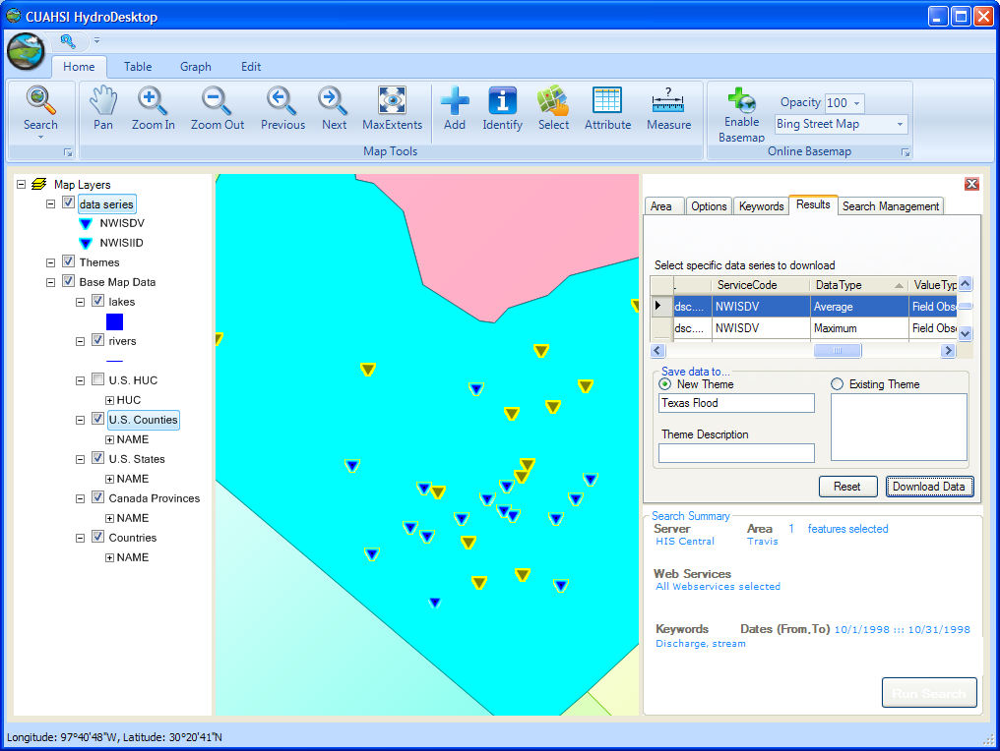 CUAHSI HydroDesktop
Home Table Graph Edit
Search Pan Zoom In Zoom Out Previous Next MaxExtents Add Identify Select Attribute Measure Enable Basemap
Opacity 100
Bing Street Map
Map Tools Online Basemap
Map Layers
data series
NWISDV
NWISIID
Themes
Base Map Data
lakes
rivers
U.S. HUC
HUC
U.S. Counties
NAME
U.S. States
NAME
Canada Provinces
NAME
Countries
NAME
Area Options Keywords Results Search Management
Select specific data series to download
ServiceCode DataType ValueTyp
dsc.... NWISDV Average Field Obse
dsc.... NWISDV Maximum Field Obse
Save data to...
New Theme Existing Theme
Texas Flood
Theme Description
Reset Download Data
Search Summary
Server Area 1 features selected
HIS Central Travis
Web Services
All Webservices selected
Keywords Dates (From,To) 10/1/1998 ::: 10/31/1998
Discharge, stream
Run Search
Longitude: 97°40'48"W, Latitude: 30°20'41"N